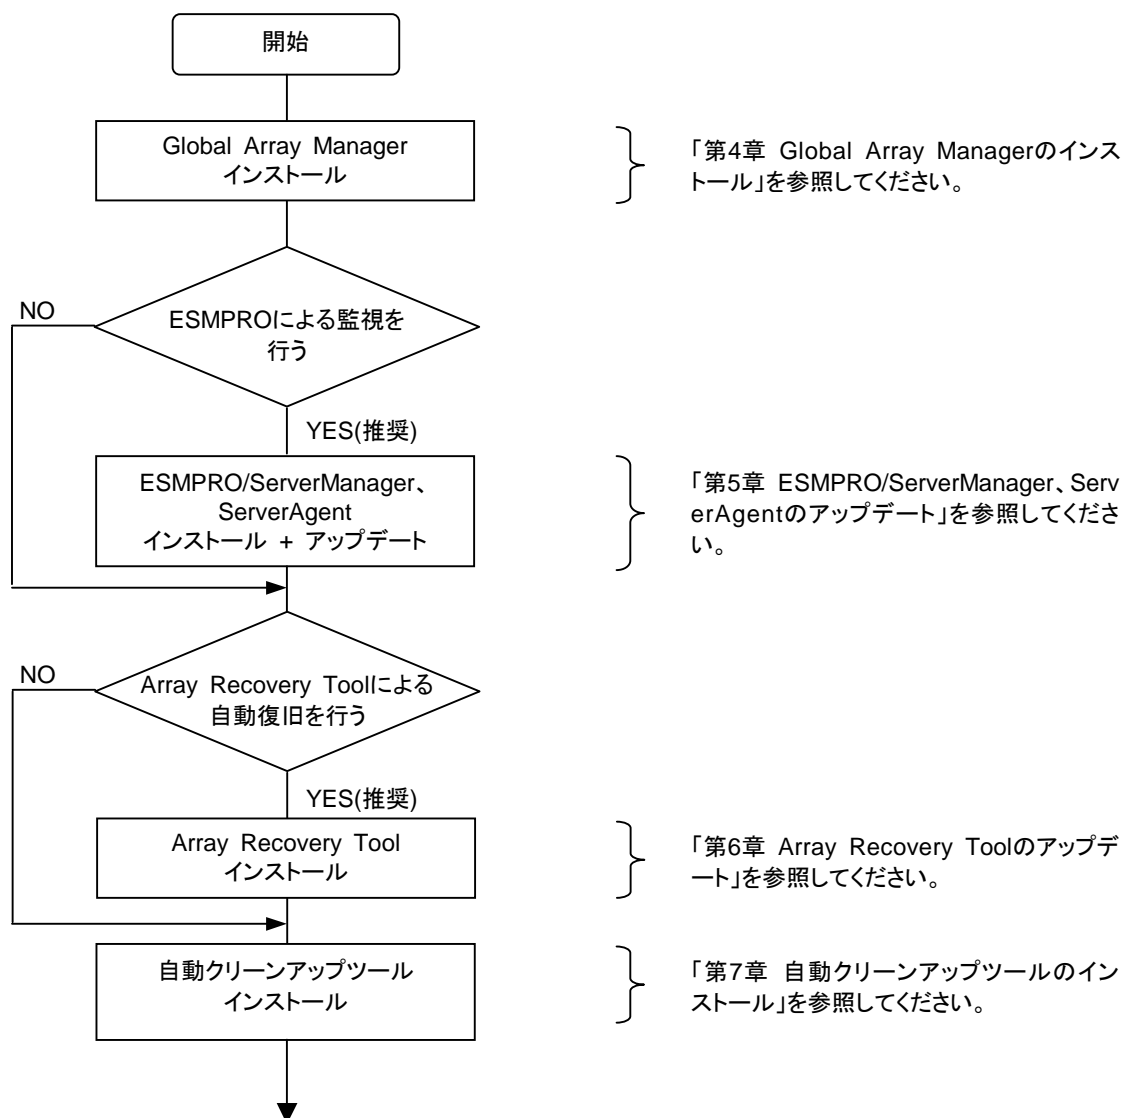 開始
Global Array Manager
インストール
「第4章 Global Array Managerのインス
トール」を参照してください。
NO
ESMPROによる監視を
行う
YES(推奨)
ESMPRO/ServerManager、
ServerAgent
インストール + アップデート
「第5章 ESMPRO/ServerManager、Serv
erAgentのアップデート」を参照してくださ
い。
NO
Array Recovery Toolによる
自動復旧を行う
YES(推奨)
Array Recovery Tool
インストール
「第6章 Array Recovery Toolのアップデ
ート」を参照してください。
自動クリーンアップツール
インストール
「第7章 自動クリーンアップツールのイン
ストール」を参照してください。